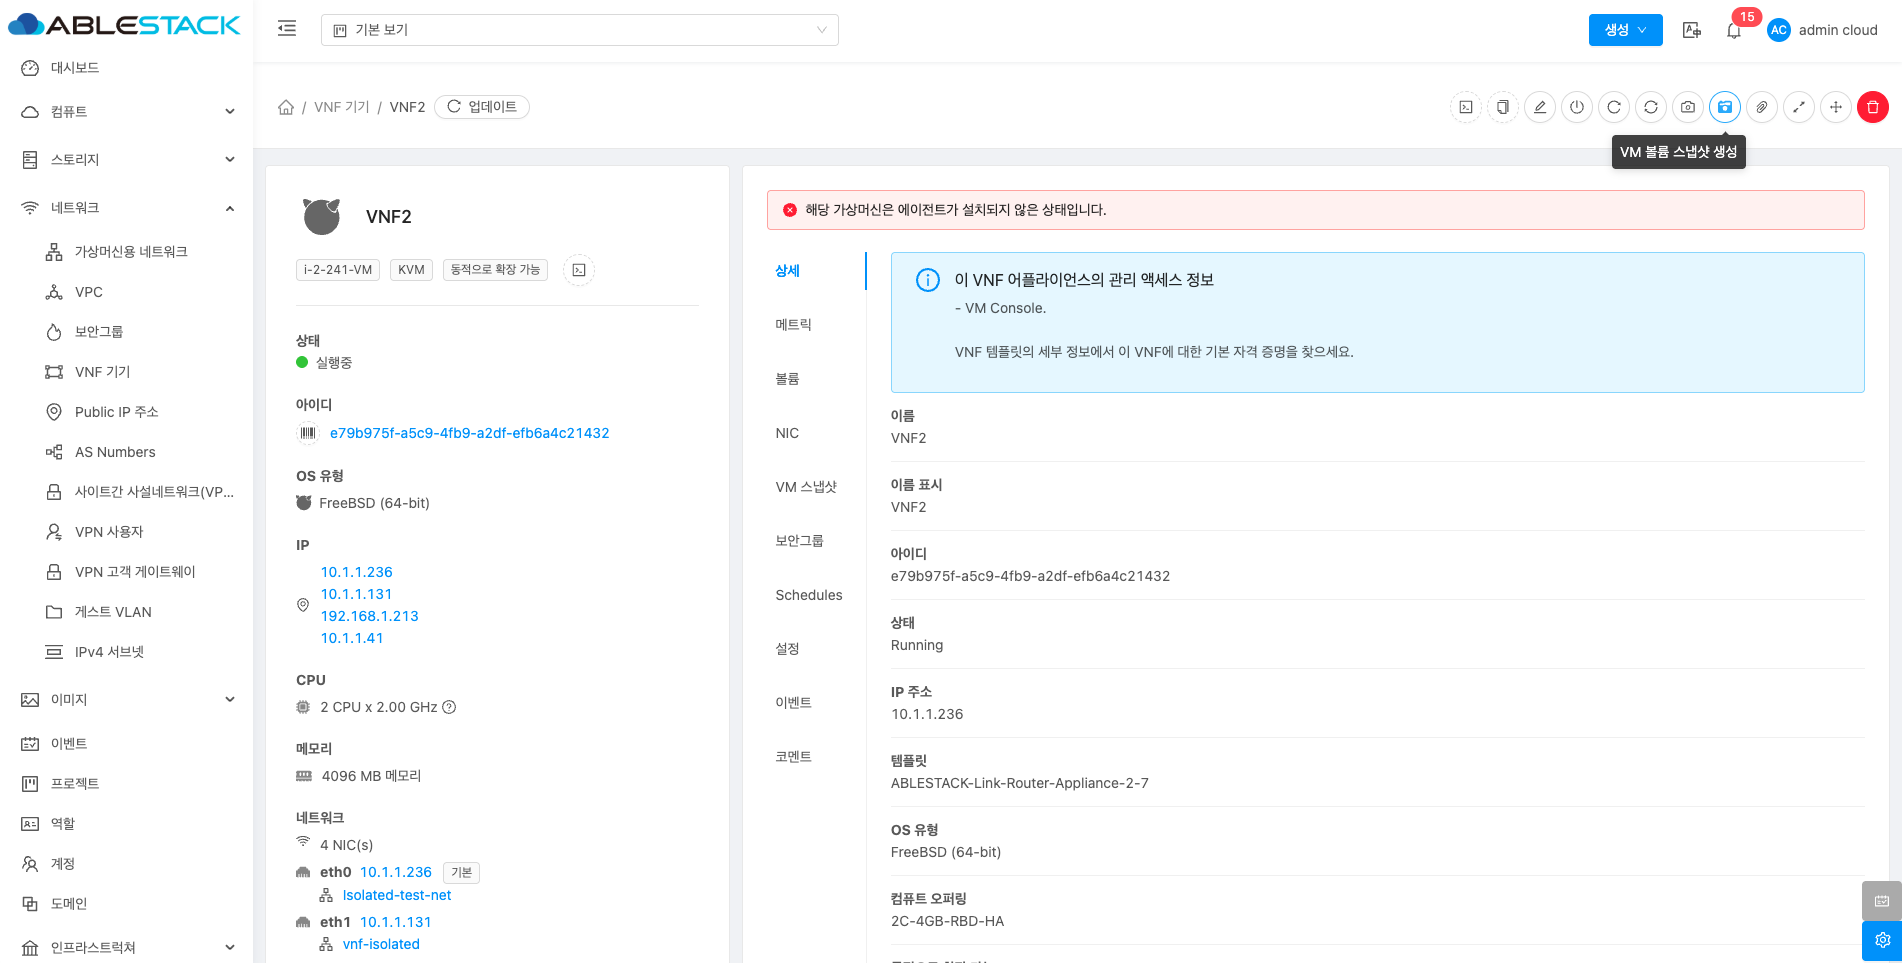 ABLESTACK
기본 보기
생성
15
AC
admin cloud
대시보드
컴퓨트
스토리지
네트워크
가상머신용 네트워크
VPC
보안그룹
VNF 기기
Public IP 주소
AS Numbers
사이트간 사설네트워크(VP...
VPN 사용자
VPN 고객 게이트웨이
게스트 VLAN
IPv4 서브넷
이미지
이벤트
프로젝트
역할
계정
도메인
인프라스트럭쳐
/ VNF 기기 / VNF2 업데이트
VM 볼륨 스냅샷 생성
VNF2
i-2-241-VM KVM 동적으로 확장 가능
상태
실행중
아이디
e79b975f-a5c9-4fb9-a2df-efb6a4c21432
OS 유형
FreeBSD (64-bit)
IP
10.1.1.236
10.1.1.131
192.168.1.213
10.1.1.41
CPU
2 CPU x 2.00 GHz
메모리
4096 MB 메모리
네트워크
4 NIC(s)
eth0 10.1.1.236 기본
Isolated-test-net
eth1 10.1.1.131
vnf-isolated
해당 가상머신은 에이전트가 설치되지 않은 상태입니다.
상세
메트릭
볼륨
NIC
VM 스냅샷
보안그룹
Schedules
설정
이벤트
코멘트
이 VNF 어플라이언스의 관리 액세스 정보
- VM Console.
VNF 템플릿의 세부 정보에서 이 VNF에 대한 기본 자격 증명을 찾으세요.
이름
VNF2
이름 표시
VNF2
아이디
e79b975f-a5c9-4fb9-a2df-efb6a4c21432
상태
Running
IP 주소
10.1.1.236
템플릿
ABLESTACK-Link-Router-Appliance-2-7
OS 유형
FreeBSD (64-bit)
컴퓨트 오퍼링
2C-4GB-RBD-HA